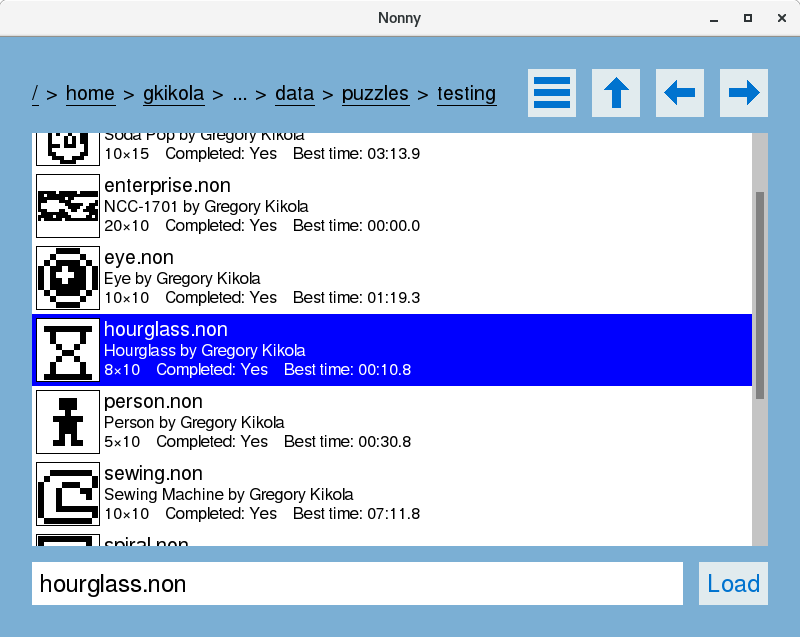 Nonny
/ > home > gkikola > ... > data > puzzles > testing
Soda Pop by Gregory Kikola
10×15 Completed: Yes Best time: 03:13.9
enterprise.non
NCC-1701 by Gregory Kikola
20×10 Completed: Yes Best time: 00:00.0
eye.non
Eye by Gregory Kikola
10×10 Completed: Yes Best time: 01:19.3
hourglass.non
Hourglass by Gregory Kikola
8×10 Completed: Yes Best time: 00:10.8
person.non
Person by Gregory Kikola
5×10 Completed: Yes Best time: 00:30.8
sewing.non
Sewing Machine by Gregory Kikola
10×10 Completed: Yes Best time: 07:11.8
spiral.non
hourglass.non
Load